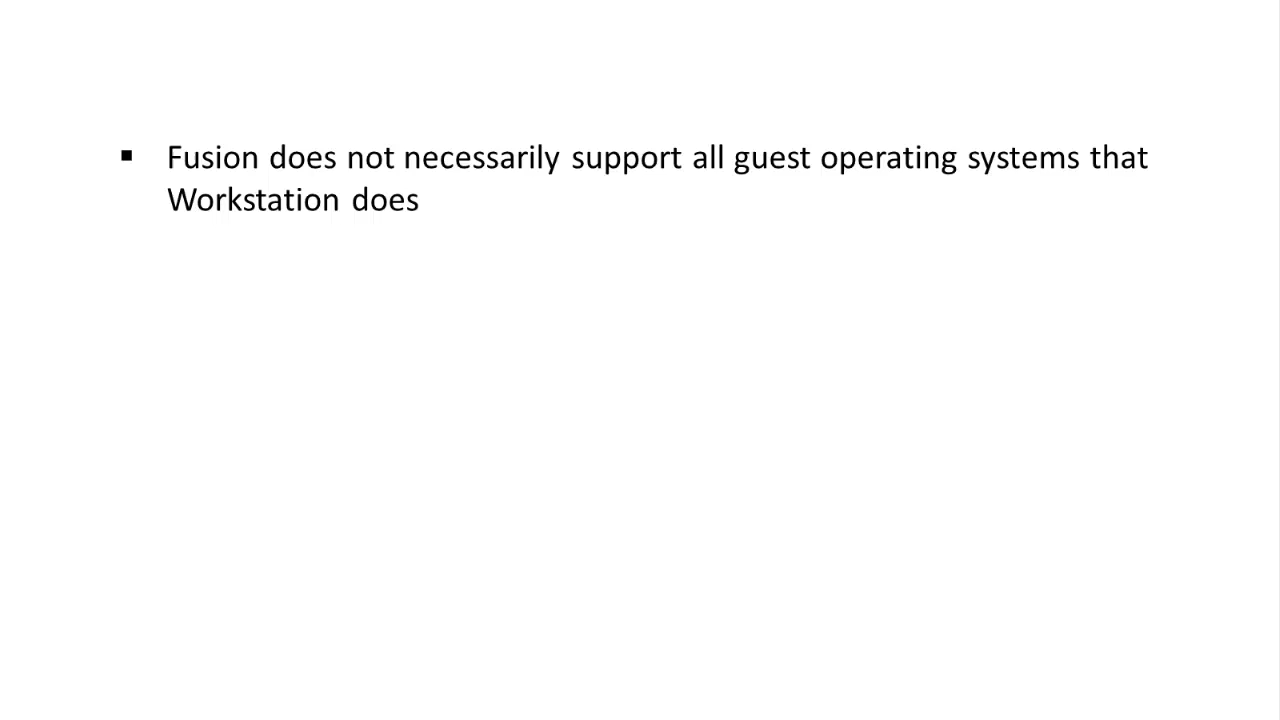 ▪ Fusion does not necessarily support all guest operating systems that
Workstation does